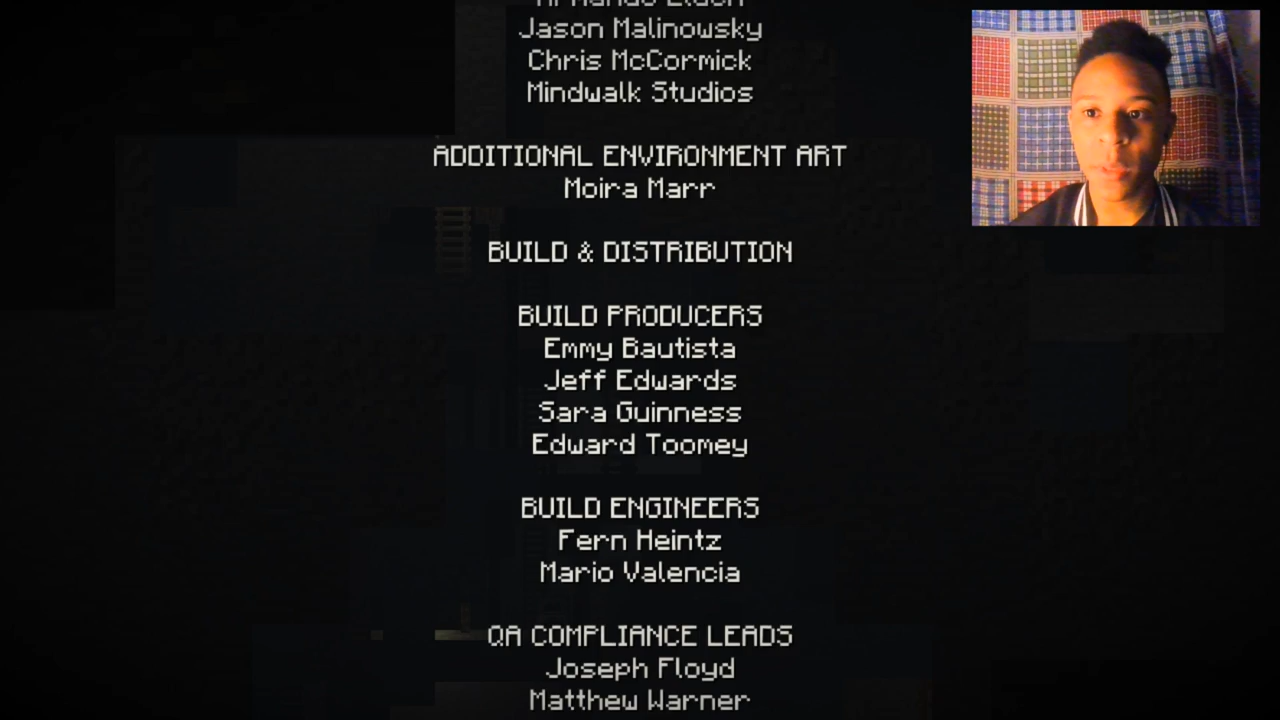 Jason Malinowsky
Chris McCormick
Mindwalk Studios
ADDITIONAL ENVIRONMENT ART
Moira Marr
BUILD & DISTRIBUTION
BUILD PRODUCERS
Emmy Bautista
Jeff Edwards
Sara Guinness
Edward Toomey
BUILD ENGINEERS
Fern Heintz
Mario Valencia
QA COMPLIANCE LEADS
Joseph Floyd
Matthew Warner